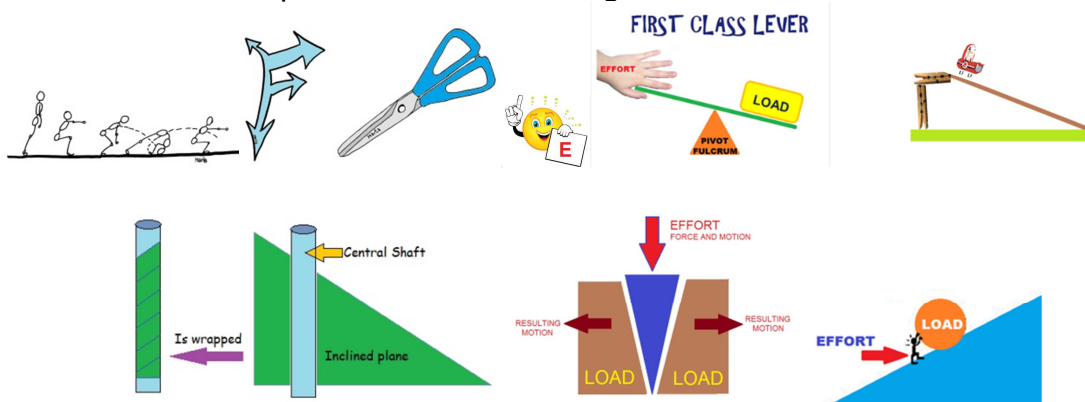 FIRST CLASS LEVER
EFFORT
LOAD
PIVOT
FULCRUM
E
Central Shaft
Is wrapped
Inclined plane
EFFORT
FORCE AND MOTION
RESULTING
MOTION
RESULTING
MOTION
LOAD
LOAD
EFFORT
LOAD